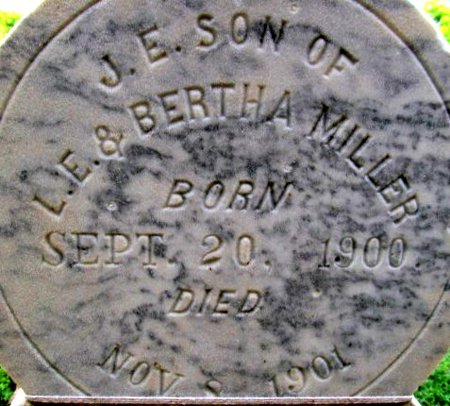 J. E. SON OF
L. E. & BERTHA MILLER
BORN
SEPT. 20, 1900.
DIED
NOV. 8, 1901